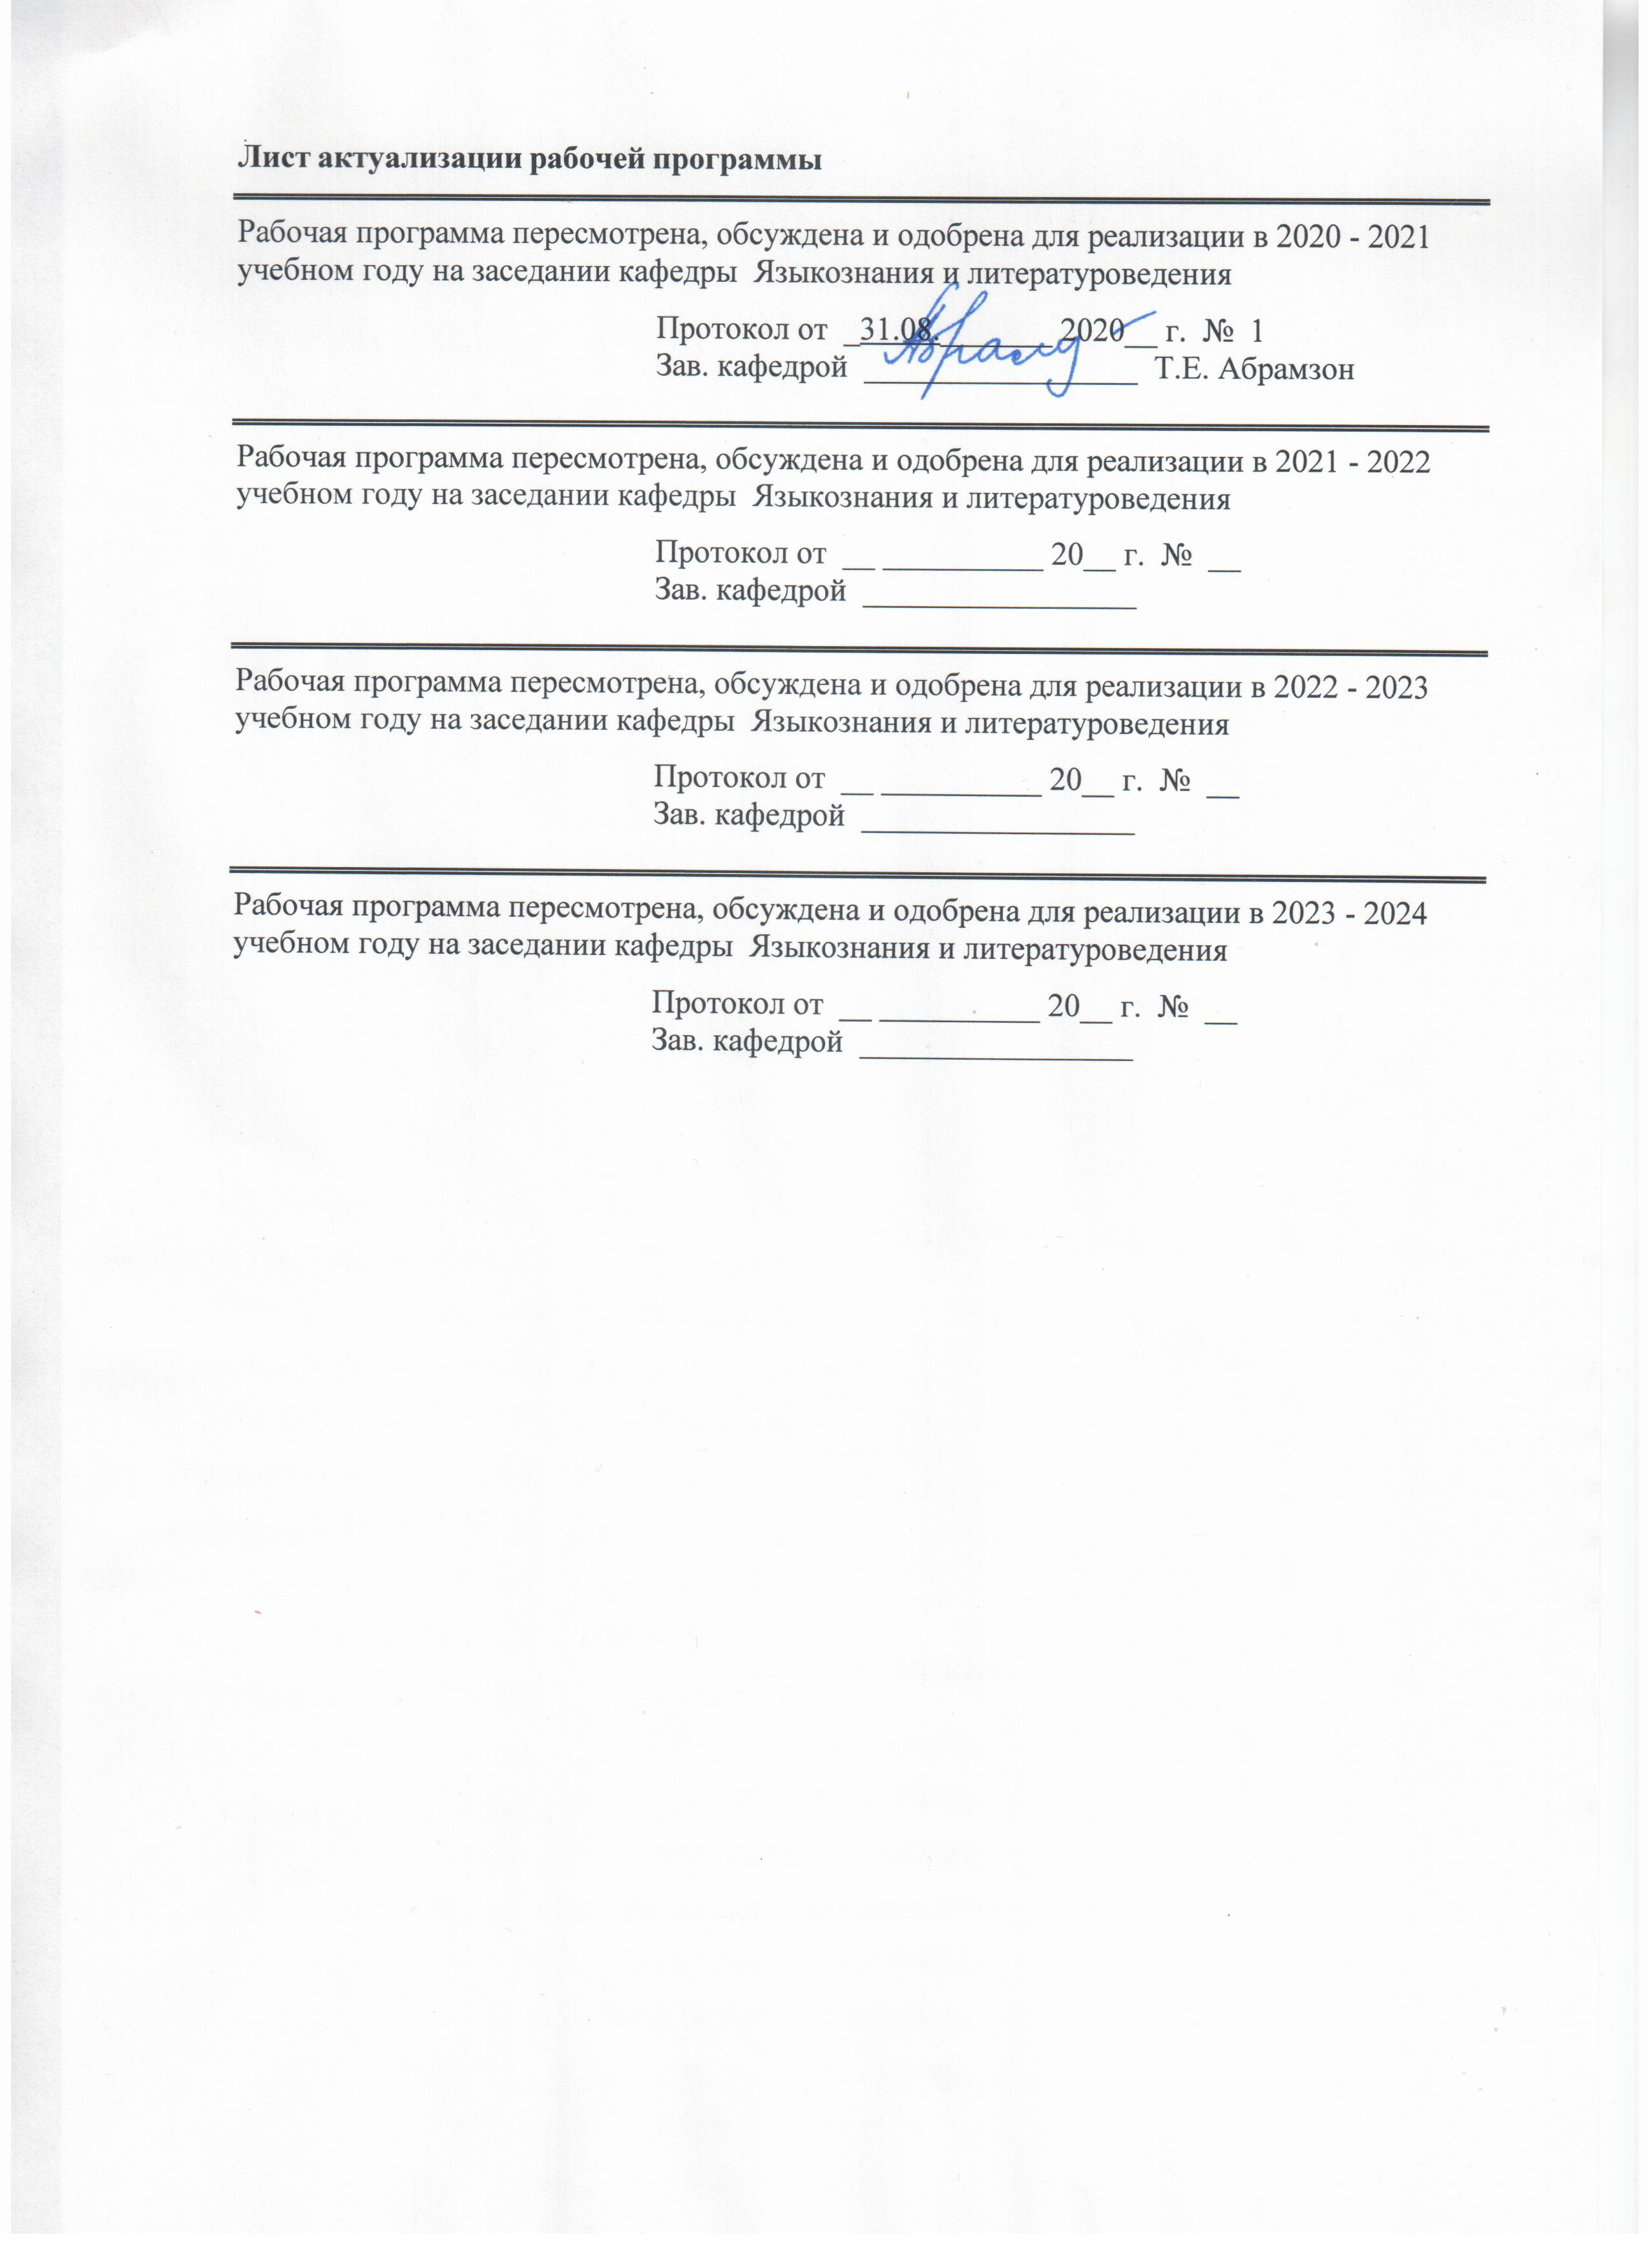 Лист актуализации рабочей программы
Рабочая программа пересмотрена, обсуждена и одобрена для реализации в 2020 - 2021
учебном году на заседании кафедры Языкознания и литературоведения
Протокол от _31.08._______ 2020__ г. № 1
Зав. кафедрой _________________ Т.Е. Абрамзон
Рабочая программа пересмотрена, обсуждена и одобрена для реализации в 2021 - 2022
учебном году на заседании кафедры Языкознания и литературоведения
Протокол от __ __________ 20__ г. № __
Зав. кафедрой _________________
Рабочая программа пересмотрена, обсуждена и одобрена для реализации в 2022 - 2023
учебном году на заседании кафедры Языкознания и литературоведения
Протокол от __ __________ 20__ г. № __
Зав. кафедрой _________________
Рабочая программа пересмотрена, обсуждена и одобрена для реализации в 2023 - 2024
учебном году на заседании кафедры Языкознания и литературоведения
Протокол от __ __________ 20__ г. № __
Зав. кафедрой _________________